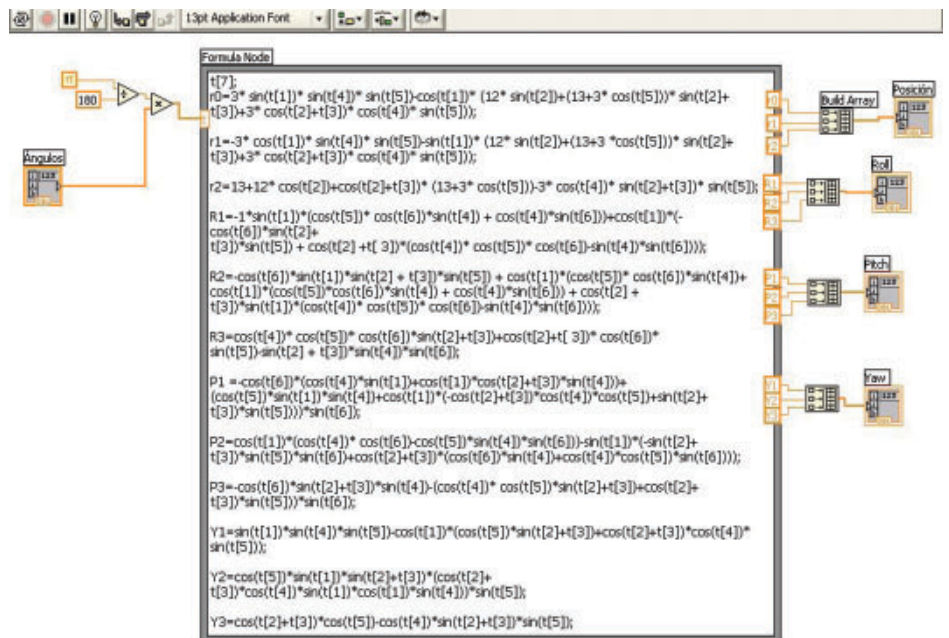 13pt Application Font
Formula Node
π
180
Angulos
t[7];
r0=3* sin(t[1])* sin(t[4])* sin(t[5])-cos(t[1])* (12* sin(t[2])+(13+3* cos(t[5]))* sin(t[2]+
t[3])+3* cos(t[2]+t[3])* cos(t[4])* sin(t[5]));
r1=-3* cos(t[1])* sin(t[4])* sin(t[5])-sin(t[1])* (12* sin(t[2])+(13+3 *cos(t[5]))* sin(t[2]+
t[3])+3* cos(t[2]+t[3])* cos(t[4])* sin(t[5]));
r2=13+12* cos(t[2])+cos(t[2]+t[3])* (13+3* cos(t[5]))-3* cos(t[4])* sin(t[2]+t[3])* sin(t[5]);
R1=-1*sin(t[1])*(cos(t[5])* cos(t[6])*sin(t[4]) + cos(t[4])*sin(t[6]))+cos(t[1])*(-
cos(t[6])*sin(t[2]+
t[3])*sin(t[5]) + cos(t[2] +t[ 3])*(cos(t[4])* cos(t[5])* cos(t[6])-sin(t[4])*sin(t[6])));
R2=-cos(t[6])*sin(t[1])*sin(t[2] + t[3])*sin(t[5]) + cos(t[1])*(cos(t[5])* cos(t[6])*sin(t[4])+
cos(t[1])*(cos(t[5])*cos(t[6])*sin(t[4]) + cos(t[4])*sin(t[6])) + cos(t[2] +
t[3])*sin(t[1])*(cos(t[4])* cos(t[5])* cos(t[6])-sin(t[4])*sin(t[6])));
R3=cos(t[4])* cos(t[5])* cos(t[6])*sin(t[2]+t[3])+cos(t[2]+t[ 3])* cos(t[6])*
sin(t[5])-sin(t[2] + t[3])*sin(t[4])*sin(t[6]);
P1 =-cos(t[6])*(cos(t[4])*sin(t[1])+cos(t[1])*cos(t[2]+t[3])*sin(t[4]))+
(cos(t[5])*sin(t[1])*sin(t[4])+cos(t[1])*(-cos(t[2]+t[3])*cos(t[4])*cos(t[5])+sin(t[2]+
t[3])*sin(t[5])))*sin(t[6]);
P2=cos(t[1])*(cos(t[4])* cos(t[6])-cos(t[5])*sin(t[4])*sin(t[6]))-sin(t[1])*(-sin(t[2]+
t[3])*sin(t[5])*sin(t[6])+cos(t[2]+t[3])*(cos(t[6])*sin(t[4])+cos(t[4])*cos(t[5])*sin(t[6])));
P3=-cos(t[6])*sin(t[2]+t[3])*sin(t[4])-(cos(t[4])* cos(t[5])*sin(t[2]+t[3])+cos(t[2]+
t[3])*sin(t[5]))*sin(t[6]);
Y1=sin(t[1])*sin(t[4])*sin(t[5])-cos(t[1])*(cos(t[5])*sin(t[2]+t[3])+cos(t[2]+t[3])*cos(t[4])*
sin(t[5]));
Y2=cos(t[5])*sin(t[1])*sin(t[2]+t[3])*(cos(t[2]+
t[3])*cos(t[4])*sin(t[1])*cos(t[1])*sin(t[4]))*sin(t[5]);
Y3=cos(t[2]+t[3])*cos(t[5])-cos(t[4])*sin(t[2]+t[3])*sin(t[5]);
r0
r1
r2
Build Array
Posición
R1
R2
R3
Roll
P1
P2
P3
Pitch
Y1
Y2
Yaw